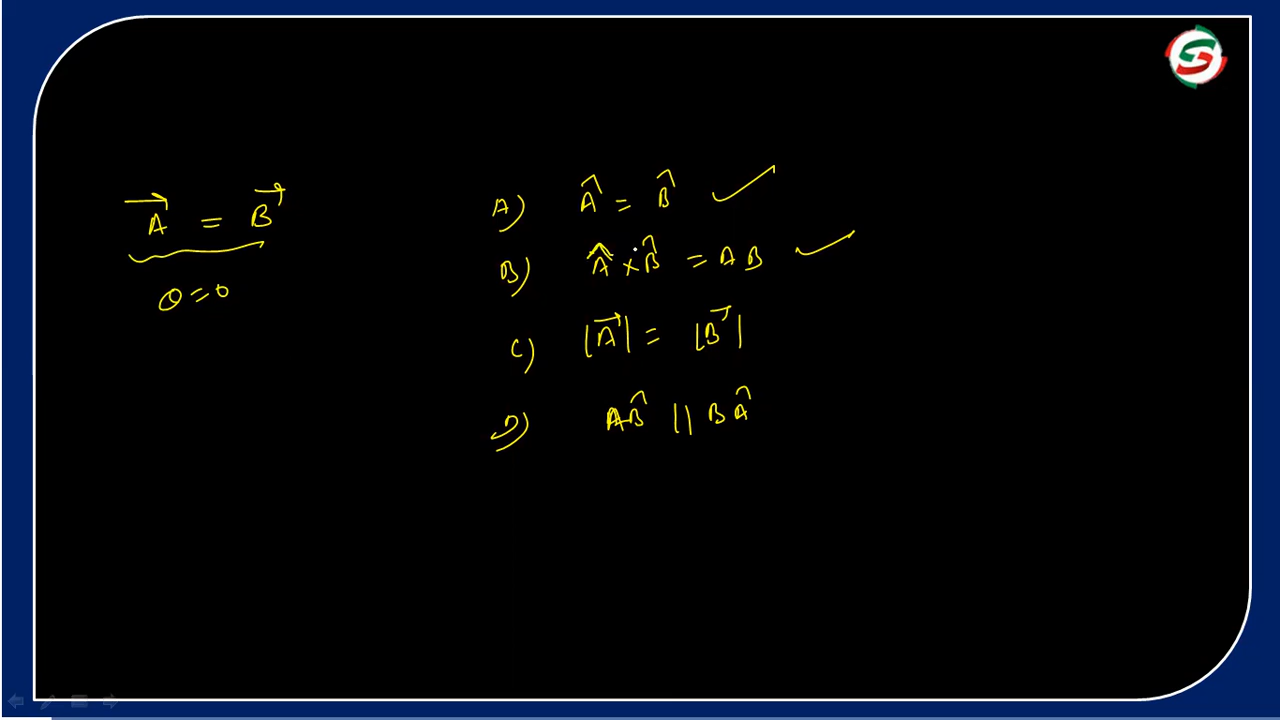 A⃗ = B⃗
θ = 0
A) Â = B̂ ✓
B) Â × B̂ = AB ✓
C) |A⃗| = |B⃗|
D) AB̂ || BÂ